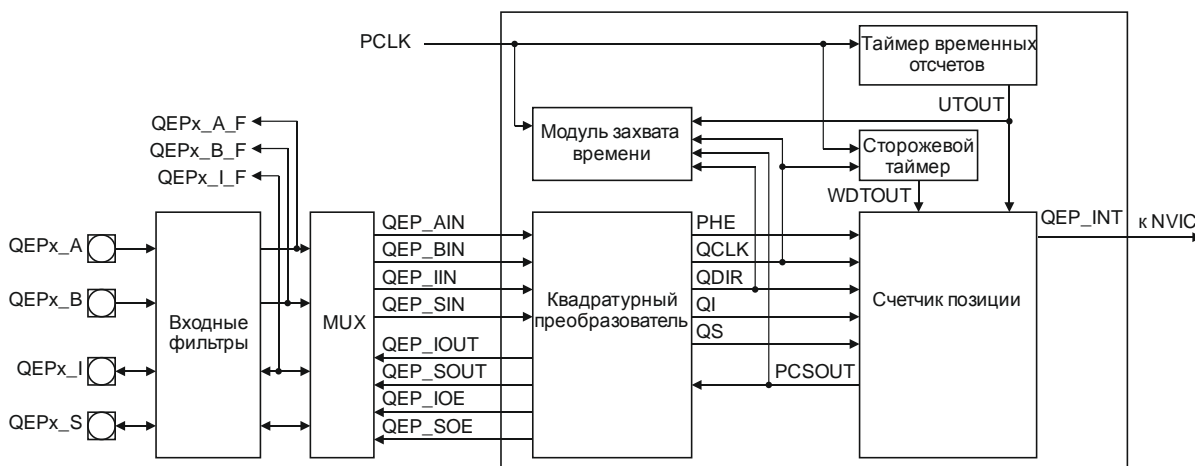 PCLK
Таймер временных
отсчетов
UTOUT
QEPx_A_F
QEPx_B_F
QEPx_I_F
Модуль захвата
времени
Сторожевой
таймер
WDTOUT
QEPx_A
QEPx_B
QEPx_I
QEPx_S
Входные
фильтры
MUX
QEP_AIN
QEP_BIN
QEP_IIN
QEP_SIN
QEP_IOUT
QEP_SOUT
QEP_IOE
QEP_SOE
Квадратурный
преобразователь
PHE
QCLK
QDIR
QI
QS
PCSOUT
Счетчик позиции
QEP_INT
к NVIC